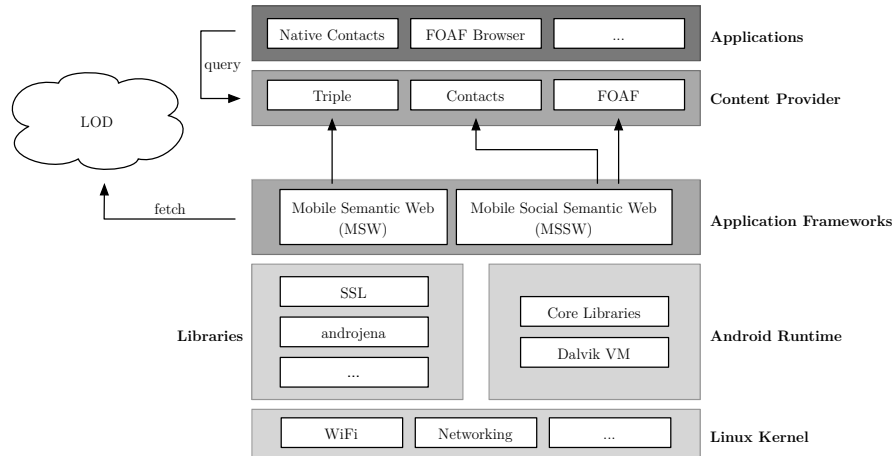 Native Contacts
FOAF Browser
...
Applications
query
Triple
Contacts
FOAF
Content Provider
LOD
fetch
Mobile Semantic Web
(MSW)
Mobile Social Semantic Web
(MSSW)
Application Frameworks
Libraries
SSL
androjena
...
Core Libraries
Dalvik VM
Android Runtime
WiFi
Networking
...
Linux Kernel